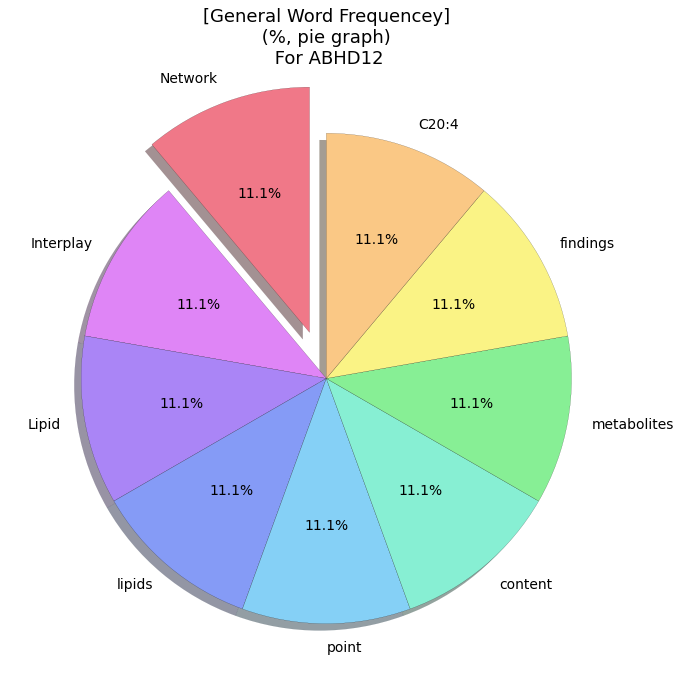 [General Word Frequencey]
(%, pie graph)
For ABHD12
Network
C20:4
11.1%
11.1%
Interplay
findings
11.1%
11.1%
Lipid
11.1%
11.1%
metabolites
11.1%
11.1%
11.1%
lipids
content
point